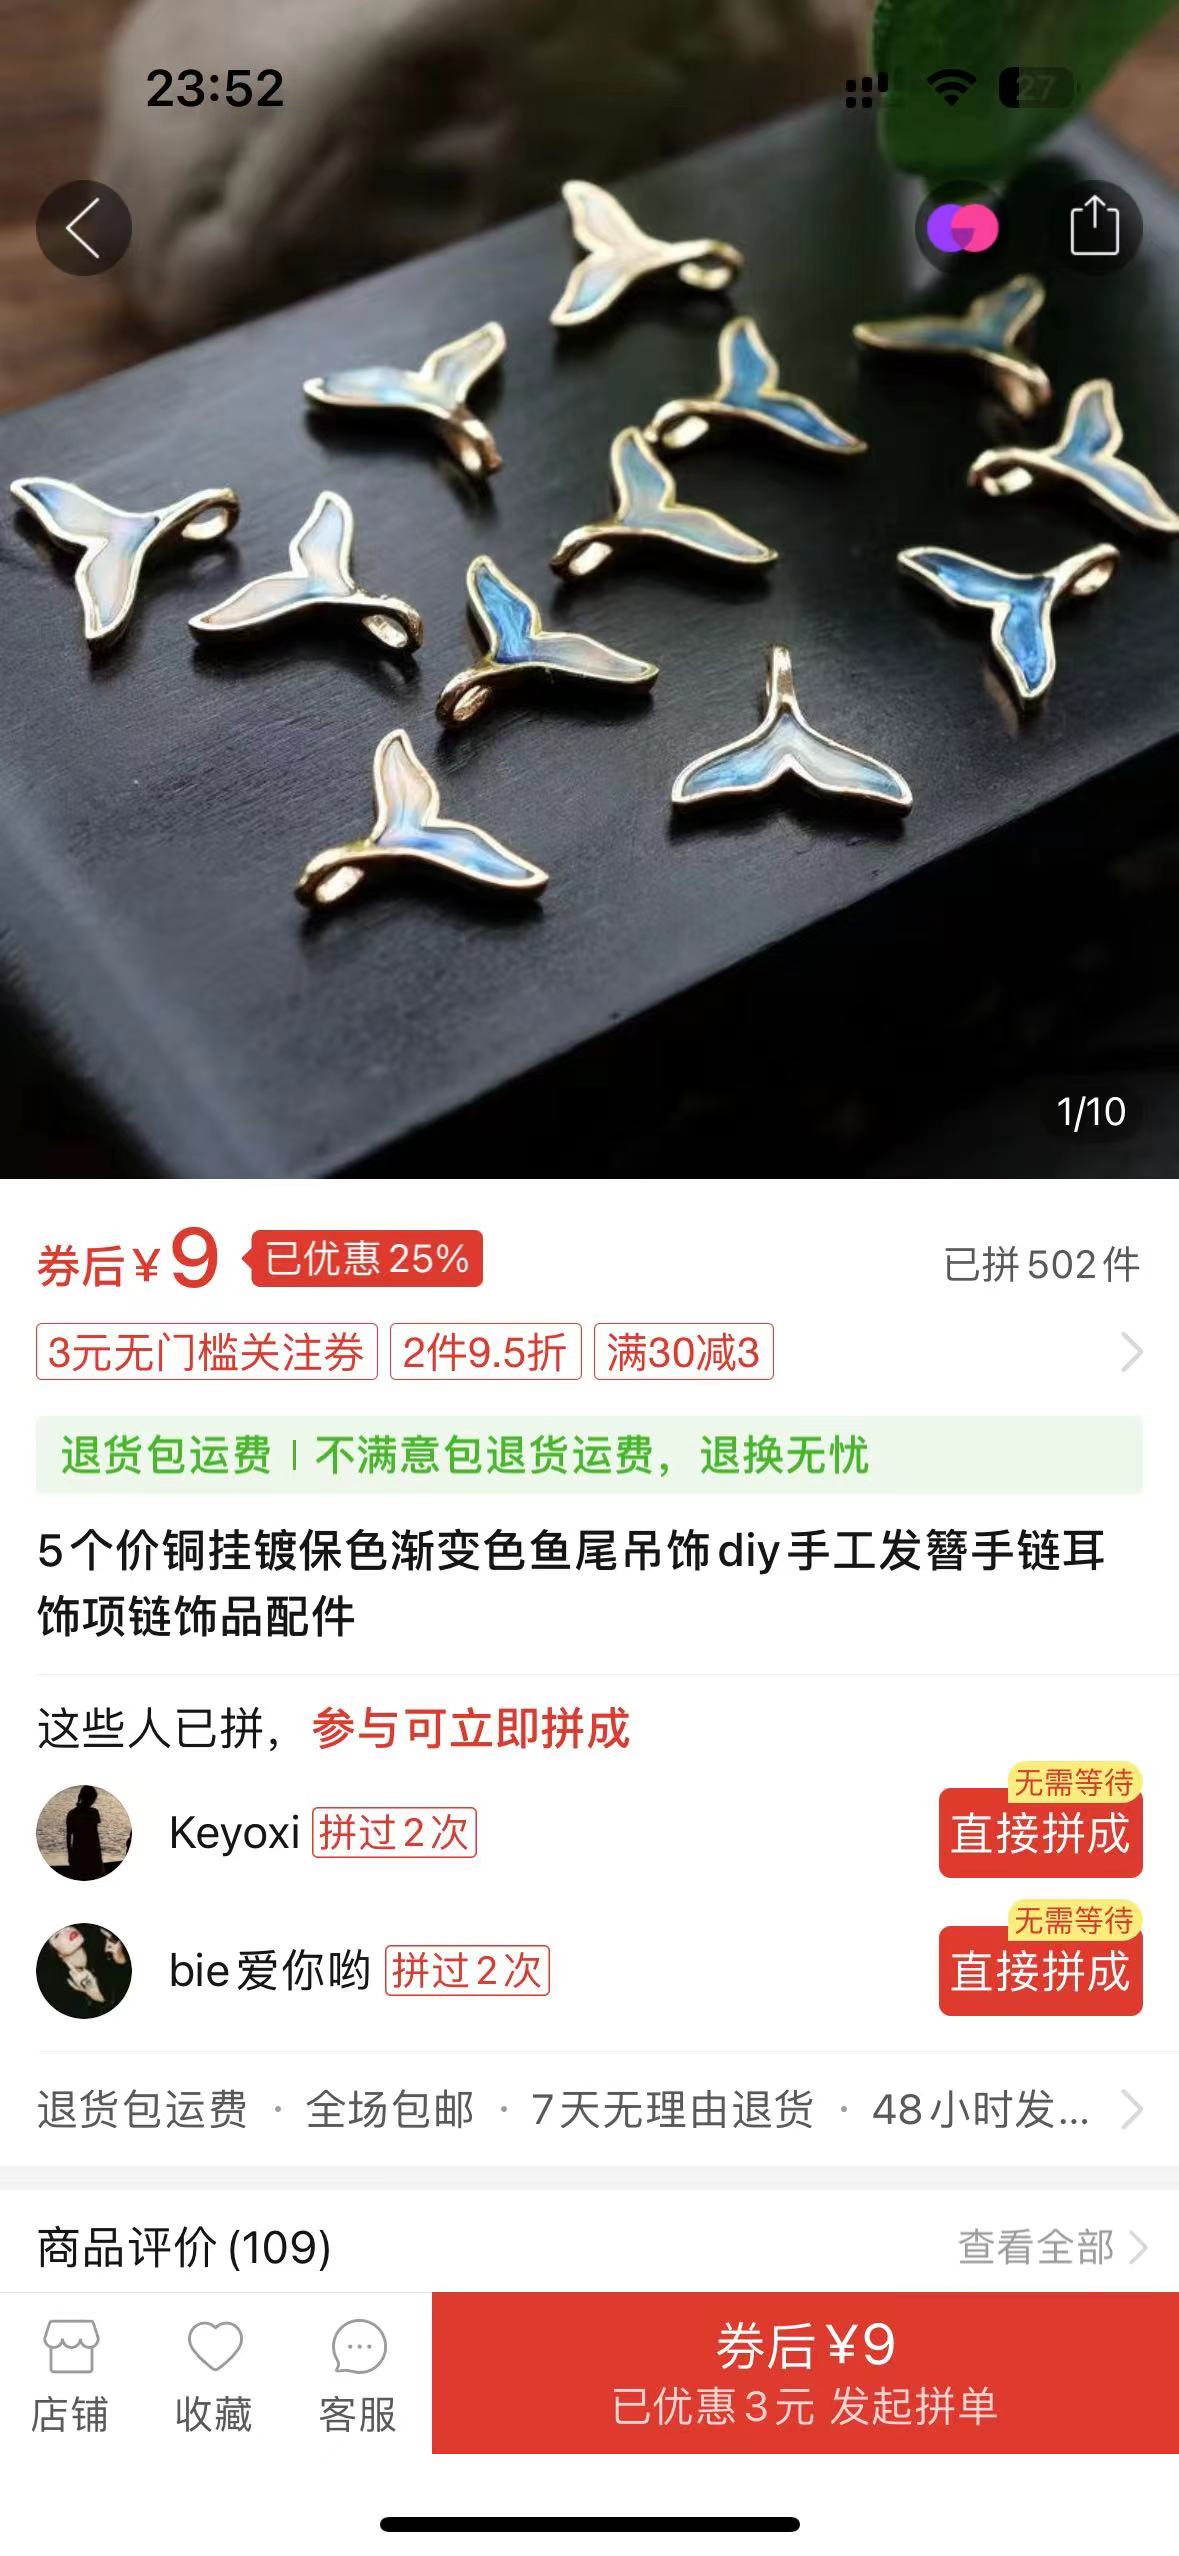 23:52
27
1/10
券后¥9 已优惠25% 已拼502件
3元无门槛关注券 2件9.5折 满30减3
退货包运费 | 不满意包退货运费，退换无忧
5个价铜挂镀保色渐变色鱼尾吊饰diy手工发簪手链耳
饰项链饰品配件
这些人已拼，参与可立即拼成
无需等待
Keyoxi 拼过2次 直接拼成
无需等待
bie爱你哟 拼过2次 直接拼成
退货包运费 · 全场包邮 · 7天无理由退货 · 48小时发...
商品评价(109) 查看全部
店铺 收藏 客服
券后¥9
已优惠3元 发起拼单